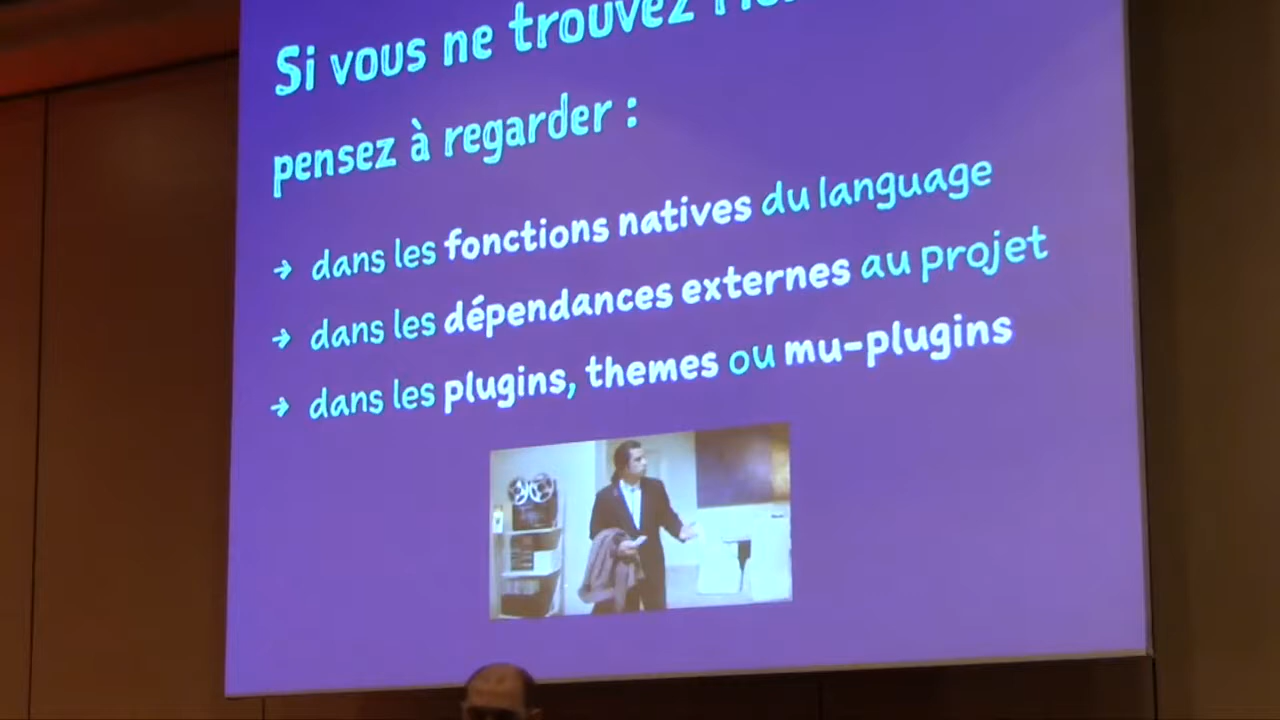 Si vous ne trouvez
pensez à regarder :
→ dans les fonctions natives du language
→ dans les dépendances externes au projet
→ dans les plugins, themes ou mu-plugins